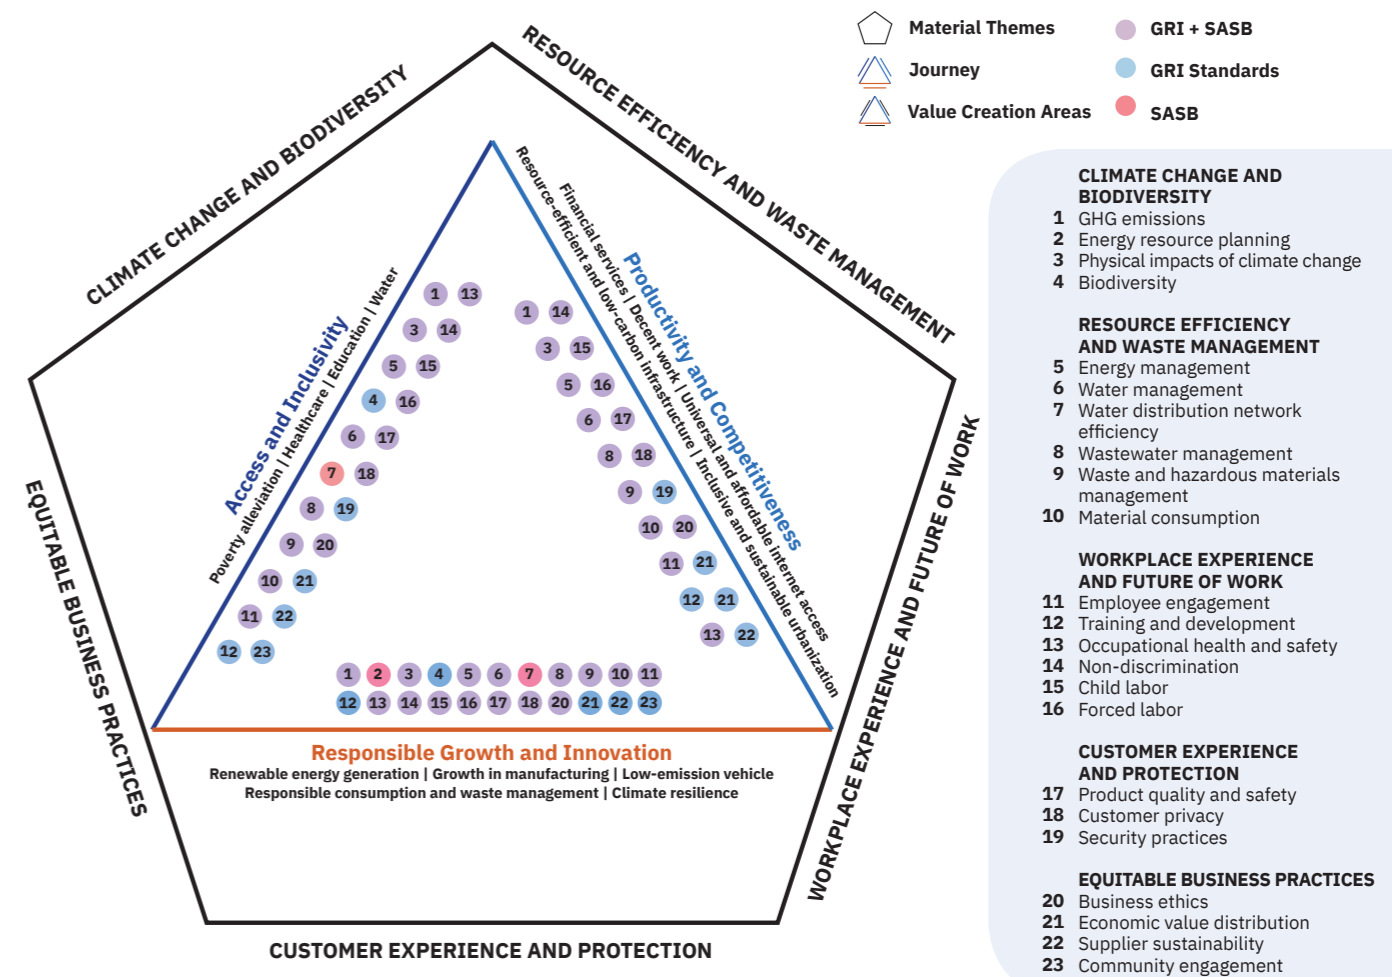 Material Themes
Journey
Value Creation Areas
GRI + SASB
GRI Standards
SASB
CLIMATE CHANGE AND BIODIVERSITY
RESOURCE EFFICIENCY AND WASTE MANAGEMENT
WORKPLACE EXPERIENCE AND FUTURE OF WORK
CUSTOMER EXPERIENCE AND PROTECTION
EQUITABLE BUSINESS PRACTICES
Access and Inclusivity
Poverty alleviation | Healthcare | Education | Water
1 13
3 14
5 15
4 16
6 17
7 18
8 19
9 20
10 21
11 22
12 23
Productivity and Competitiveness
Financial services | Decent work | Universal and affordable internet access
Resource-efficient and low-carbon infrastructure | Inclusive and sustainable urbanization
1 14
3 15
5 16
6 17
8 18
9 19
10 20
11 21
12 21
13 22
1 2 3 4 5 6 7 8 9 10 11
12 13 14 15 16 17 18 20 21 22 23
Responsible Growth and Innovation
Renewable energy generation | Growth in manufacturing | Low-emission vehicle
Responsible consumption and waste management | Climate resilience
CLIMATE CHANGE AND
BIODIVERSITY
1 GHG emissions
2 Energy resource planning
3 Physical impacts of climate change
4 Biodiversity
RESOURCE EFFICIENCY
AND WASTE MANAGEMENT
5 Energy management
6 Water management
7 Water distribution network
efficiency
8 Wastewater management
9 Waste and hazardous materials
management
10 Material consumption
WORKPLACE EXPERIENCE
AND FUTURE OF WORK
11 Employee engagement
12 Training and development
13 Occupational health and safety
14 Non-discrimination
15 Child labor
16 Forced labor
CUSTOMER EXPERIENCE
AND PROTECTION
17 Product quality and safety
18 Customer privacy
19 Security practices
EQUITABLE BUSINESS PRACTICES
20 Business ethics
21 Economic value distribution
22 Supplier sustainability
23 Community engagement